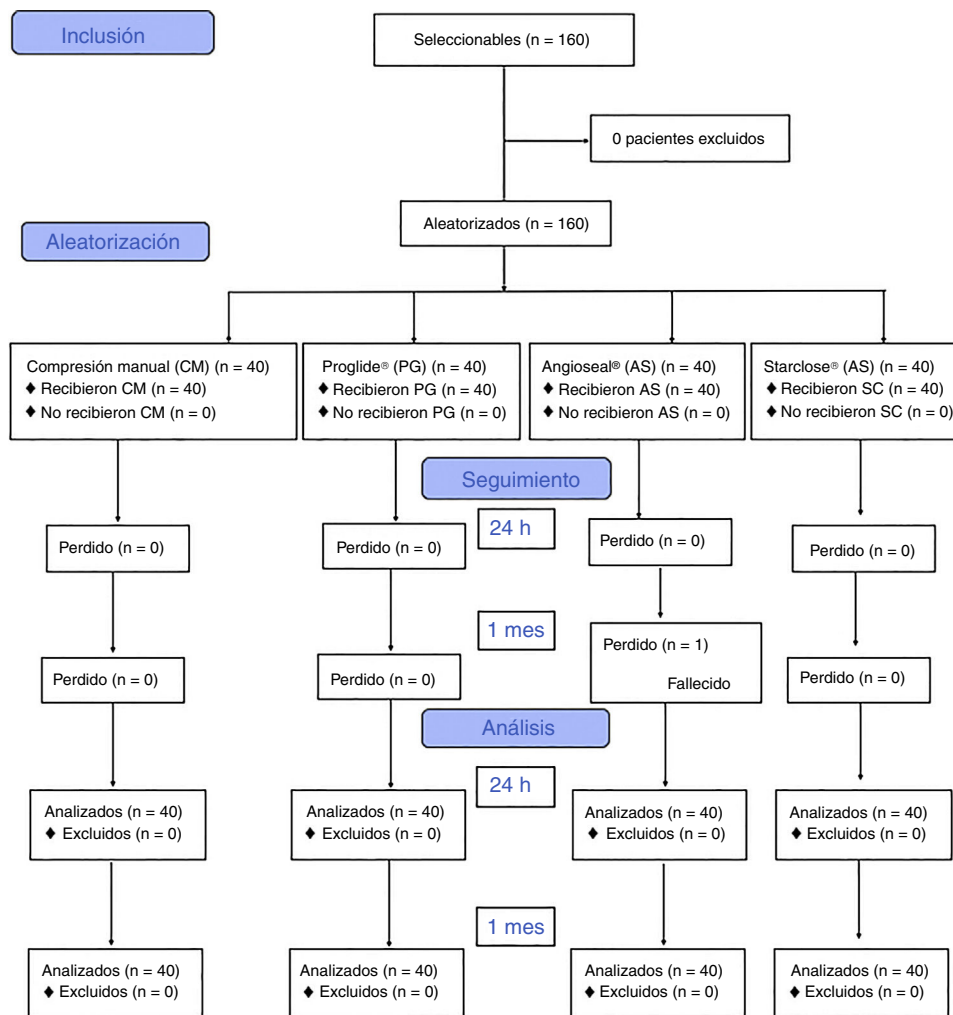 Inclusión
Seleccionables (n = 160)
0 pacientes excluidos
Aleatorizados (n = 160)
Aleatorización
Compresión manual (CM) (n = 40)
♦ Recibieron CM (n = 40)
♦ No recibieron CM (n = 0)
Proglide® (PG) (n = 40)
♦ Recibieron PG (n = 40)
♦ No recibieron PG (n = 0)
Angioseal® (AS) (n = 40)
♦ Recibieron AS (n = 40)
♦ No recibieron AS (n = 0)
Starclose® (AS) (n = 40)
♦ Recibieron SC (n = 40)
♦ No recibieron SC (n = 0)
Seguimiento
24 h
Perdido (n = 0)
Perdido (n = 0)
Perdido (n = 0)
Perdido (n = 0)
1 mes
Perdido (n = 0)
Perdido (n = 0)
Perdido (n = 1)
Fallecido
Perdido (n = 0)
Análisis
24 h
Analizados (n = 40)
♦ Excluidos (n = 0)
Analizados (n = 40)
♦ Excluidos (n = 0)
Analizados (n = 40)
♦ Excluidos (n = 0)
Analizados (n = 40)
♦ Excluidos (n = 0)
1 mes
Analizados (n = 40)
♦ Excluidos (n = 0)
Analizados (n = 40)
♦ Excluidos (n = 0)
Analizados (n = 40)
♦ Excluidos (n = 0)
Analizados (n = 40)
♦ Excluidos (n = 0)